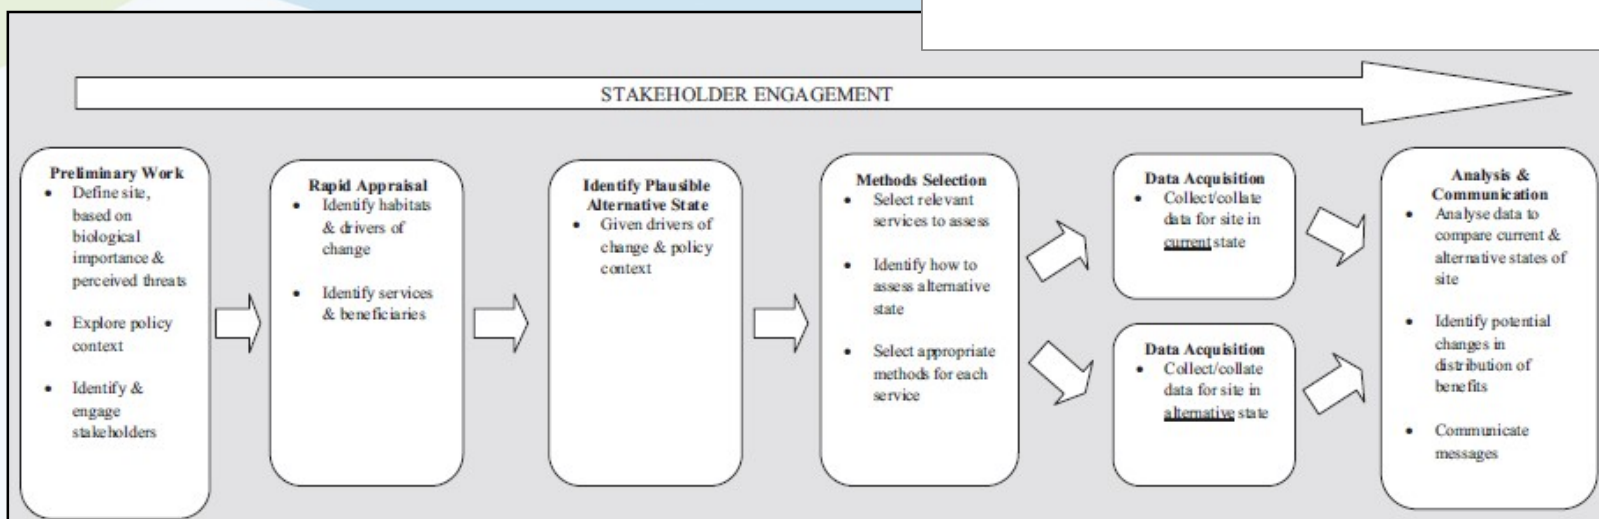 STAKEHOLDER ENGAGEMENT
Preliminary Work
• Define site,
based on
biological
importance &
perceived threats
• Explore policy
context
• Identify &
engage
stakeholders
Rapid Appraisal
• Identify habitats
& drivers of
change
• Identify services
& beneficiaries
Identify Plausible
Alternative State
• Given drivers of
change & policy
context
Methods Selection
• Select relevant
services to assess
• Identify how to
assess alternative
state
• Select appropriate
methods for each
service
Data Acquisition
• Collect/collate
data for site in
current state
Data Acquisition
• Collect/collate
data for site in
alternative state
Analysis &
Communication
• Analyse data to
compare current &
alternative states of
site
• Identify potential
changes in
distribution of
benefits
• Communicate
messages